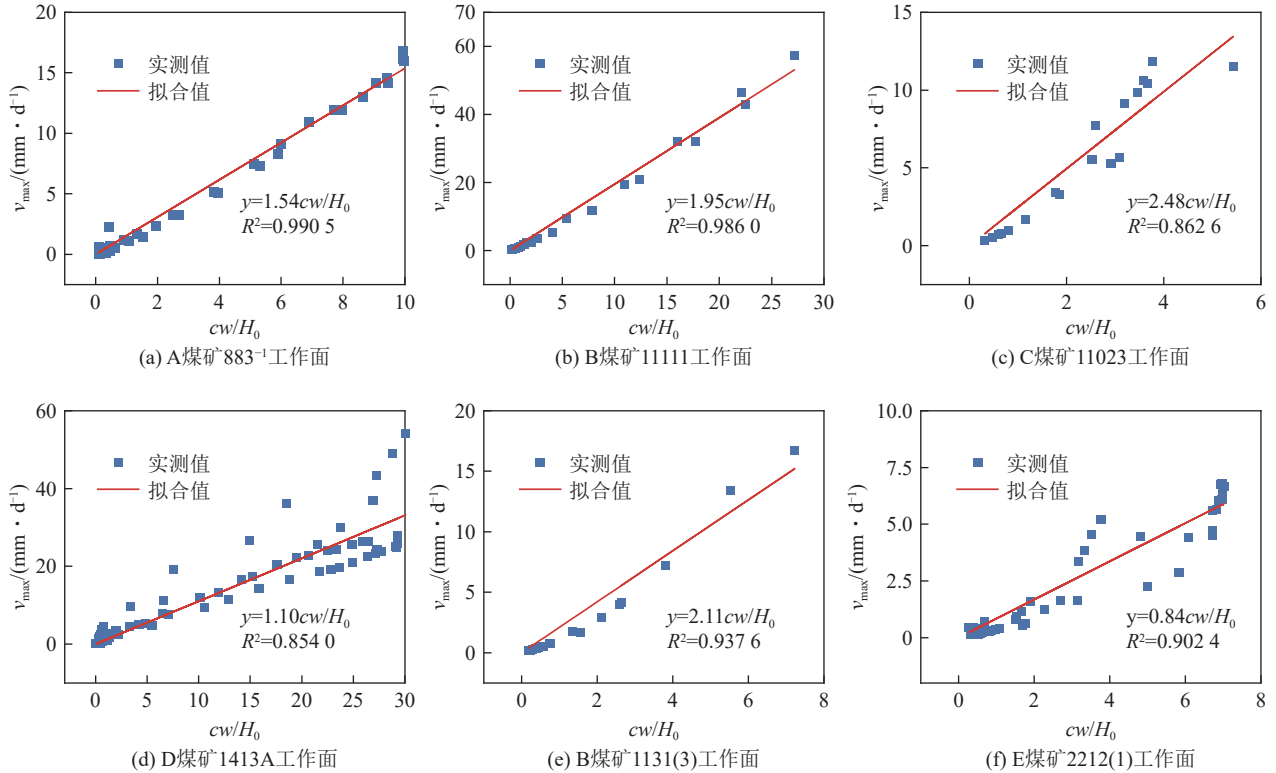 20
15
10
5
0
v_max/(mm·d⁻¹)
实测值
拟合值
y=1.54cw/H₀
R²=0.990 5
0 2 4 6 8 10
cw/H₀
(a) A煤矿883⁻¹工作面
70
60
40
20
0
v_max/(mm·d⁻¹)
实测值
拟合值
y=1.95cw/H₀
R²=0.986 0
0 5 10 15 20 25 30
cw/H₀
(b) B煤矿11111工作面
15
10
5
0
v_max/(mm·d⁻¹)
实测值
拟合值
y=2.48cw/H₀
R²=0.862 6
0 2 4 6
cw/H₀
(c) C煤矿11023工作面
60
40
20
0
v_max/(mm·d⁻¹)
实测值
拟合值
y=1.10cw/H₀
R²=0.854 0
0 5 10 15 20 25 30
cw/H₀
(d) D煤矿1413A工作面
20
15
10
5
0
v_max/(mm·d⁻¹)
实测值
拟合值
y=2.11cw/H₀
R²=0.937 6
0 2 4 6 8
cw/H₀
(e) B煤矿1131(3)工作面
10.0
7.5
5.0
2.5
0
v_max/(mm·d⁻¹)
实测值
拟合值
y=0.84cw/H₀
R²=0.902 4
0 2 4 6 8
cw/H₀
(f) E煤矿2212(1)工作面